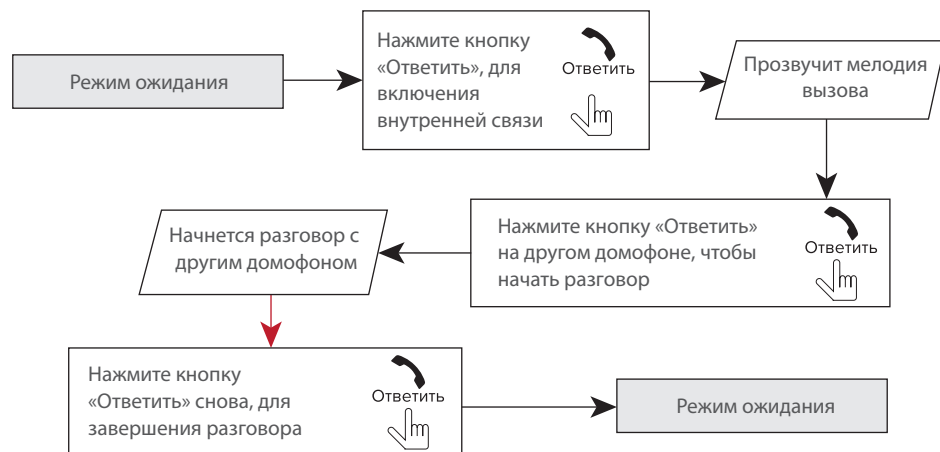 Режим ожидания
Нажмите кнопку
«Ответить», для
включения
внутренней связи
Ответить
Прозвучит мелодия
вызова
Нажмите кнопку «Ответить»
на другом домофоне, чтобы
начать разговор
Ответить
Начнется разговор с
другим домофоном
Нажмите кнопку
«Ответить» снова, для
завершения разговора
Ответить
Режим ожидания